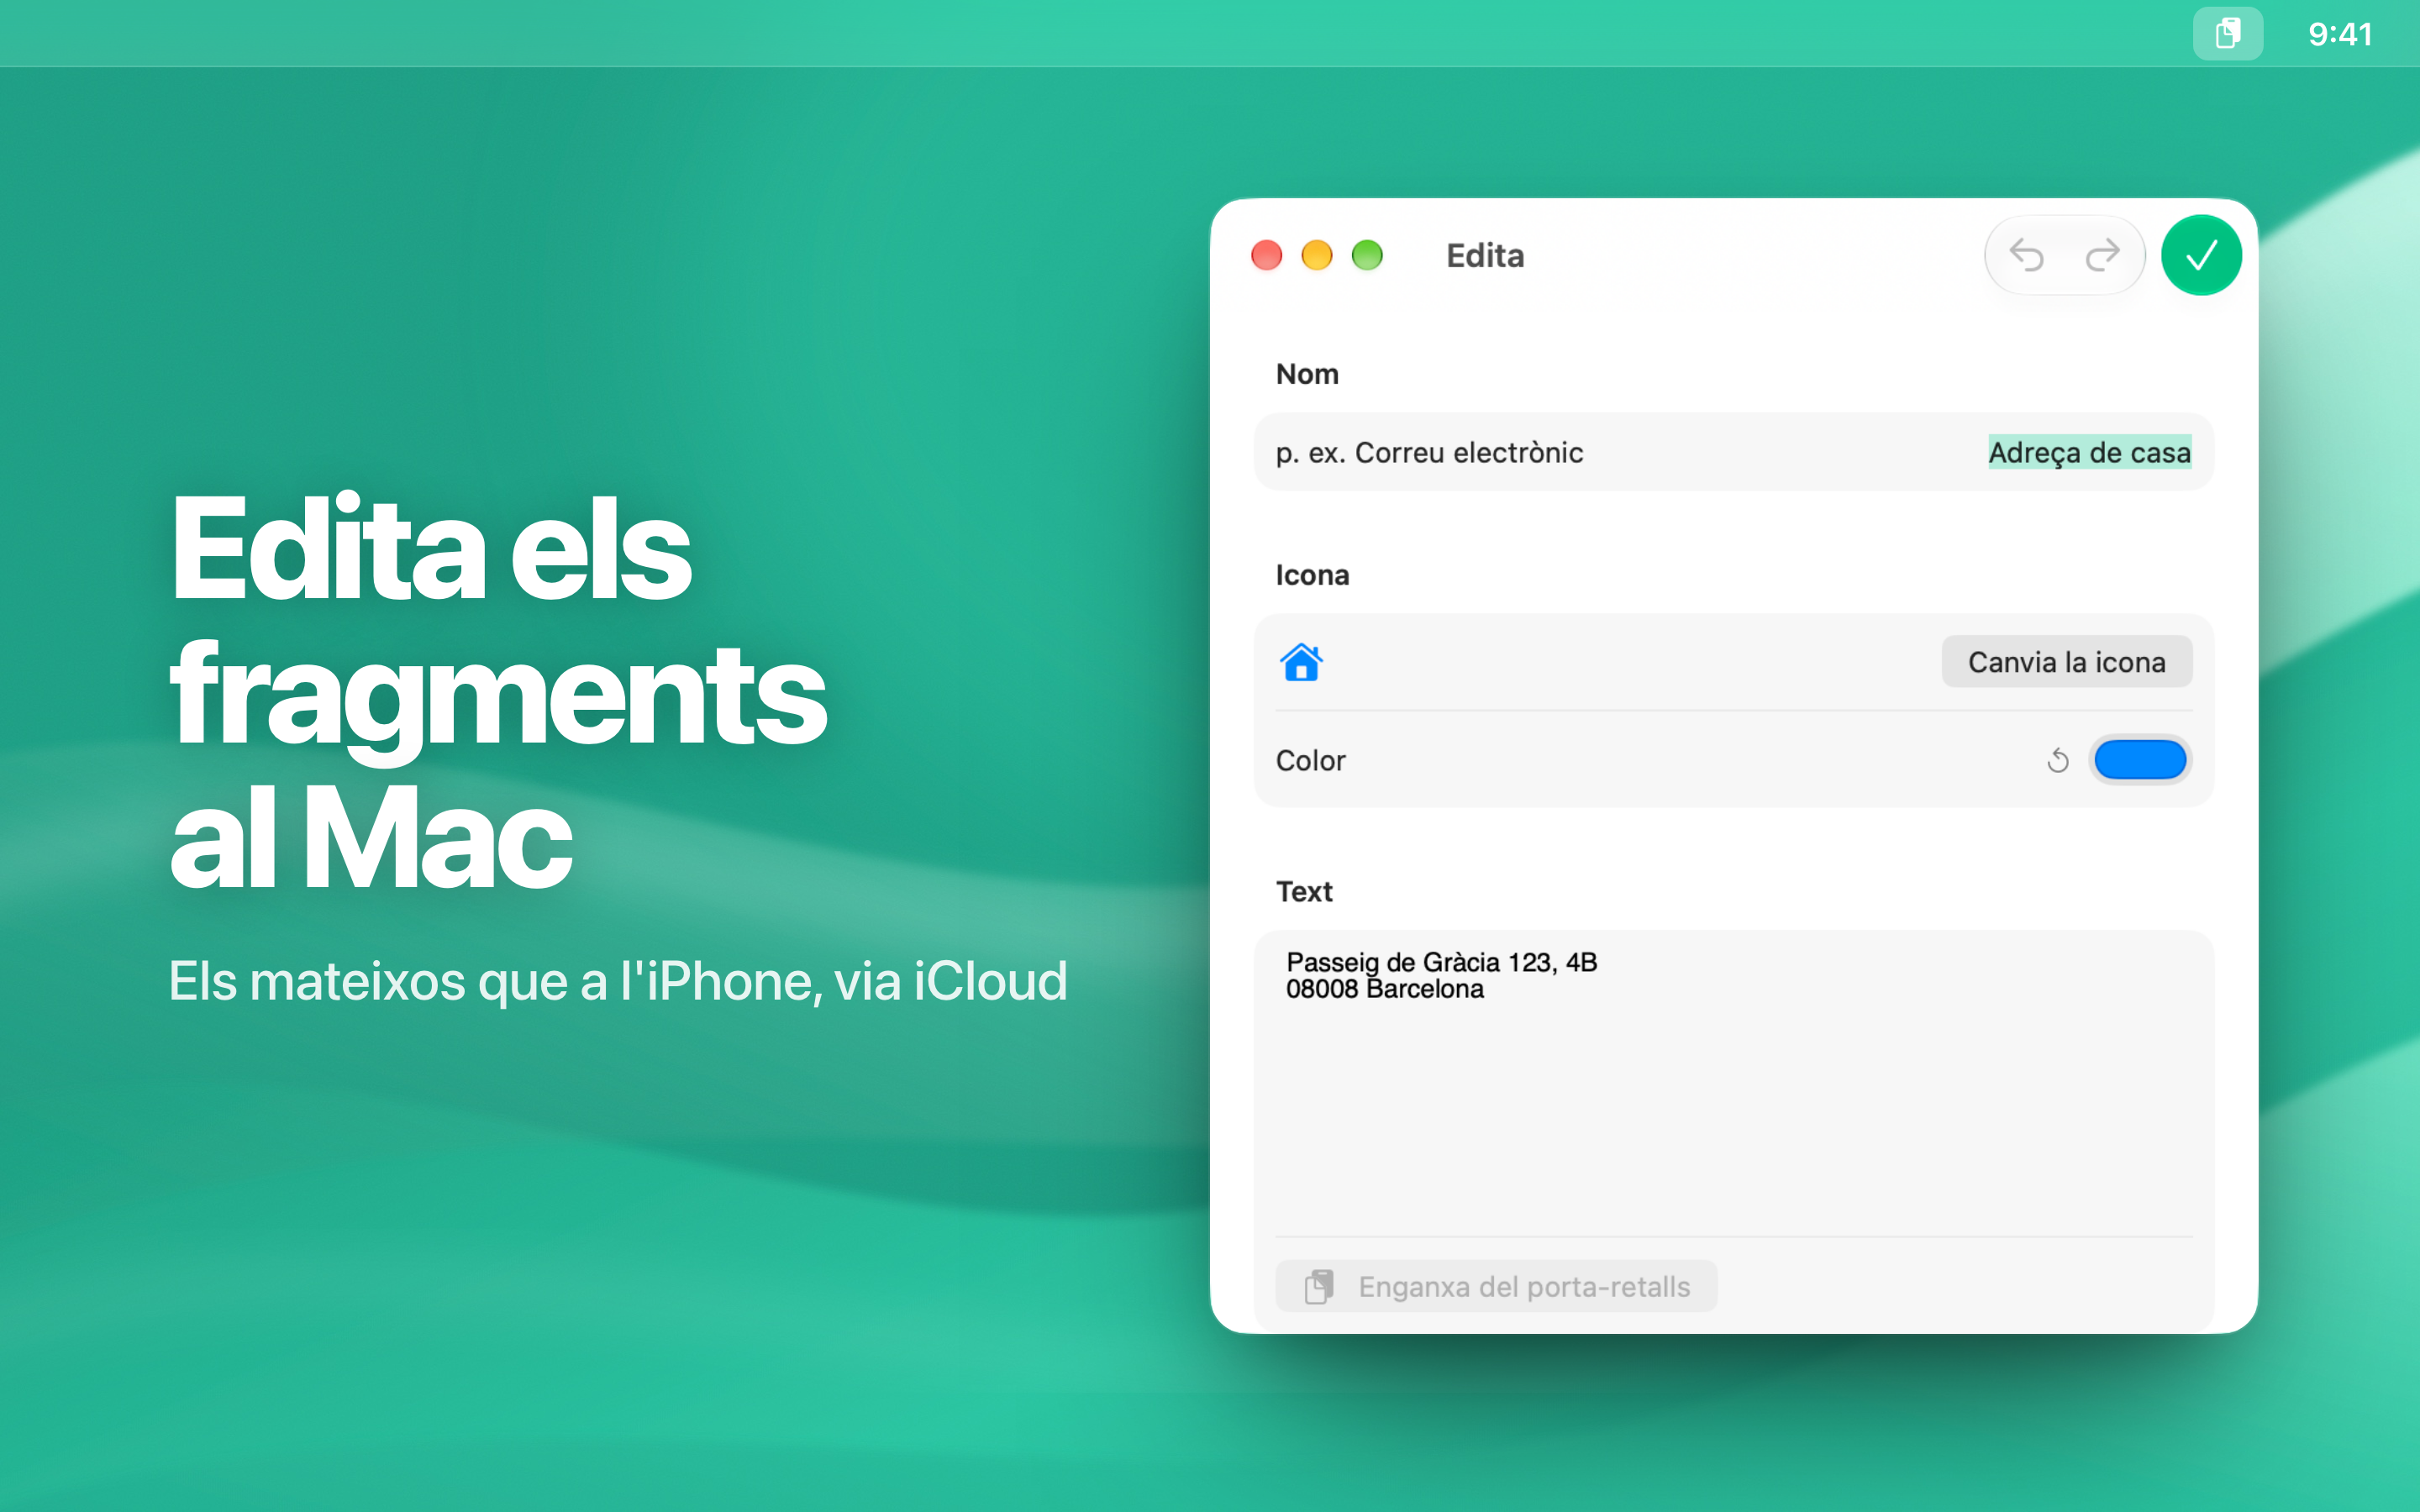 9:41
Edita els
fragments
al Mac
Els mateixos que a l'iPhone, via iCloud
Edita
Nom
p. ex. Correu electrònic
Adreça de casa
Icona
Canvia la icona
Color
Text
Passeig de Gràcia 123, 4B
08008 Barcelona
Enganxa del porta-retalls